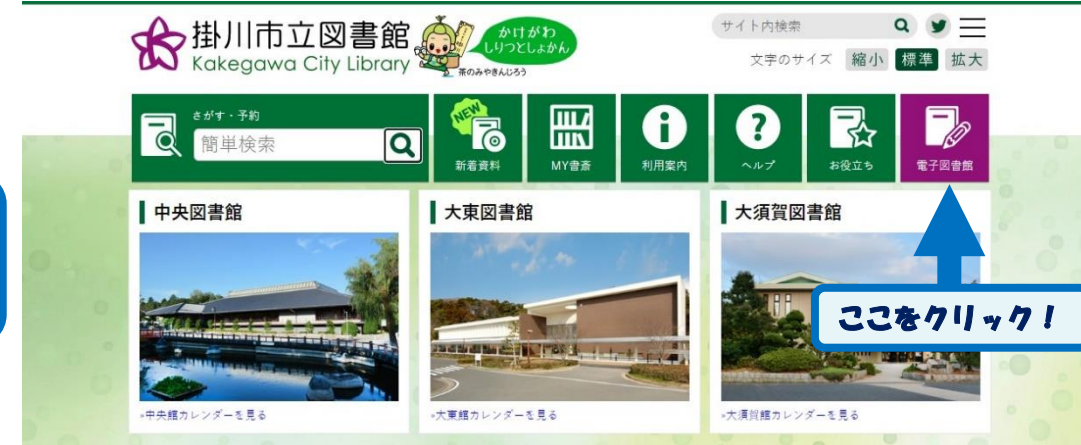 掛川市立図書館
Kakegawa City Library
かけがわ
しりつとしょかん
茶のみやきんじろう
サイト内検索
文字のサイズ 縮小 標準 拡大
さがす・予約
簡単検索
NEW
新着資料
MY書斎
利用案内
ヘルプ
お役立ち
電子図書館
中央図書館
大東図書館
大須賀図書館
ここをクリック！
»中央館カレンダーを見る
»大東館カレンダーを見る
»大須賀館カレンダーを見る